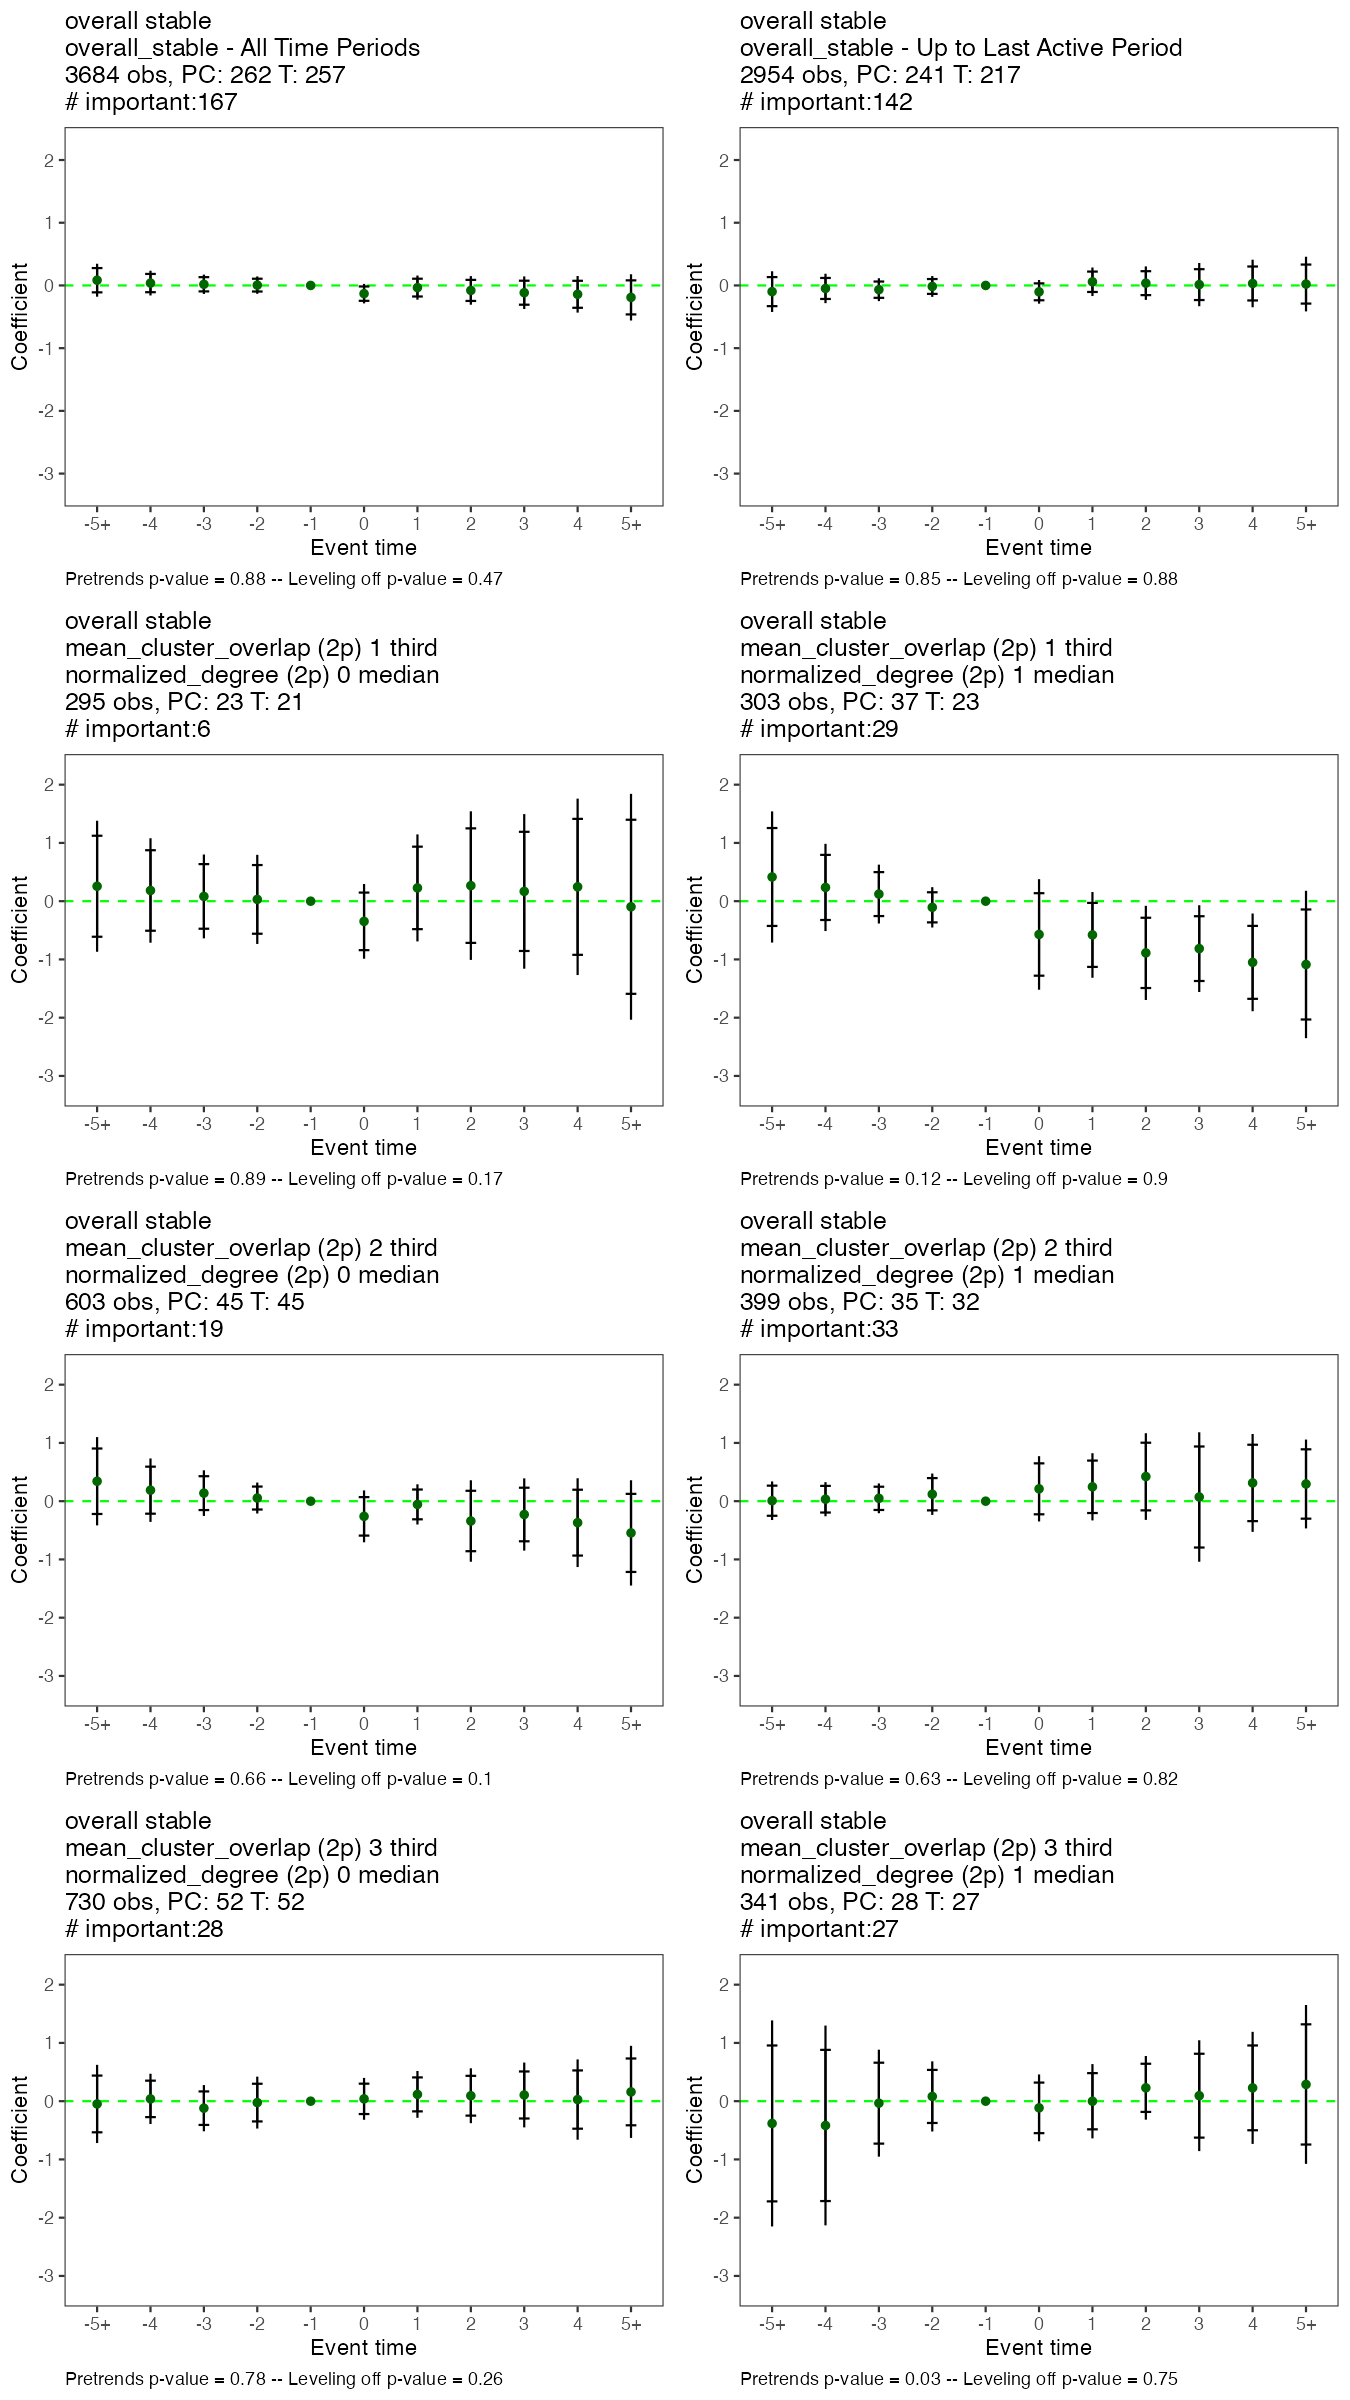 overall stable
overall_stable - All Time Periods
3684 obs, PC: 262 T: 257
# important:167
2
1
0
-1
-2
-3
Coefficient
-5+ -4 -3 -2 -1 0 1 2 3 4 5+
Event time
Pretrends p-value = 0.88 -- Leveling off p-value = 0.47
overall stable
overall_stable - Up to Last Active Period
2954 obs, PC: 241 T: 217
# important:142
2
1
0
-1
-2
-3
Coefficient
-5+ -4 -3 -2 -1 0 1 2 3 4 5+
Event time
Pretrends p-value = 0.85 -- Leveling off p-value = 0.88
overall stable
mean_cluster_overlap (2p) 1 third
normalized_degree (2p) 0 median
295 obs, PC: 23 T: 21
# important:6
2
1
0
-1
-2
-3
Coefficient
-5+ -4 -3 -2 -1 0 1 2 3 4 5+
Event time
Pretrends p-value = 0.89 -- Leveling off p-value = 0.17
overall stable
mean_cluster_overlap (2p) 1 third
normalized_degree (2p) 1 median
303 obs, PC: 37 T: 23
# important:29
2
1
0
-1
-2
-3
Coefficient
-5+ -4 -3 -2 -1 0 1 2 3 4 5+
Event time
Pretrends p-value = 0.12 -- Leveling off p-value = 0.9
overall stable
mean_cluster_overlap (2p) 2 third
normalized_degree (2p) 0 median
603 obs, PC: 45 T: 45
# important:19
2
1
0
-1
-2
-3
Coefficient
-5+ -4 -3 -2 -1 0 1 2 3 4 5+
Event time
Pretrends p-value = 0.66 -- Leveling off p-value = 0.1
overall stable
mean_cluster_overlap (2p) 2 third
normalized_degree (2p) 1 median
399 obs, PC: 35 T: 32
# important:33
2
1
0
-1
-2
-3
Coefficient
-5+ -4 -3 -2 -1 0 1 2 3 4 5+
Event time
Pretrends p-value = 0.63 -- Leveling off p-value = 0.82
overall stable
mean_cluster_overlap (2p) 3 third
normalized_degree (2p) 0 median
730 obs, PC: 52 T: 52
# important:28
2
1
0
-1
-2
-3
Coefficient
-5+ -4 -3 -2 -1 0 1 2 3 4 5+
Event time
Pretrends p-value = 0.78 -- Leveling off p-value = 0.26
overall stable
mean_cluster_overlap (2p) 3 third
normalized_degree (2p) 1 median
341 obs, PC: 28 T: 27
# important:27
2
1
0
-1
-2
-3
Coefficient
-5+ -4 -3 -2 -1 0 1 2 3 4 5+
Event time
Pretrends p-value = 0.03 -- Leveling off p-value = 0.75